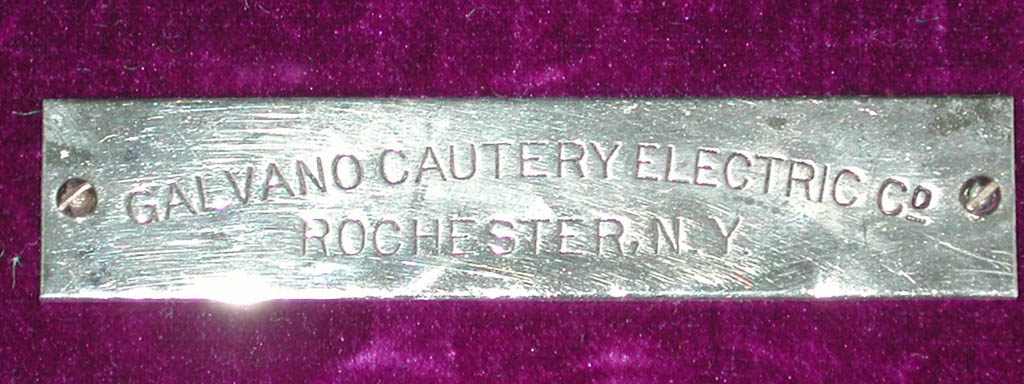 GALVANO CAUTERY ELECTRIC CO
ROCHESTER, N.Y.